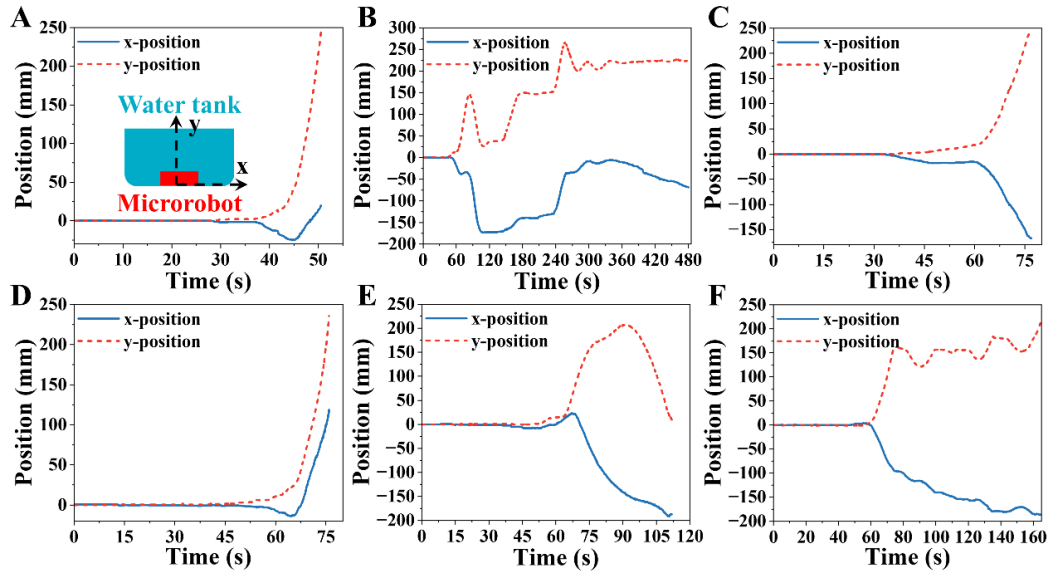 A
B
C
Position (mm)
250
200
150
100
50
0
x-position
y-position
Water tank
y
x
Microrobot
0
10
20
30
40
50
Time (s)
Position (mm)
300
250
200
150
100
50
0
−50
−100
−150
−200
x-position
y-position
0
60
120
180
240
300
360
420
480
Time (s)
Position (mm)
250
200
150
100
50
0
−50
−100
−150
x-position
y-position
0
15
30
45
60
75
Time (s)
D
E
F
Position (mm)
250
200
150
100
50
0
x-position
y-position
0
15
30
45
60
75
Time (s)
Position (mm)
250
200
150
100
50
0
−50
−100
−150
−200
x-position
y-position
0
15
30
45
60
75
90
105
120
Time (s)
Position (mm)
250
200
150
100
50
0
−50
−100
−150
−200
x-position
y-position
0
20
40
60
80
100
120
140
160
Time (s)